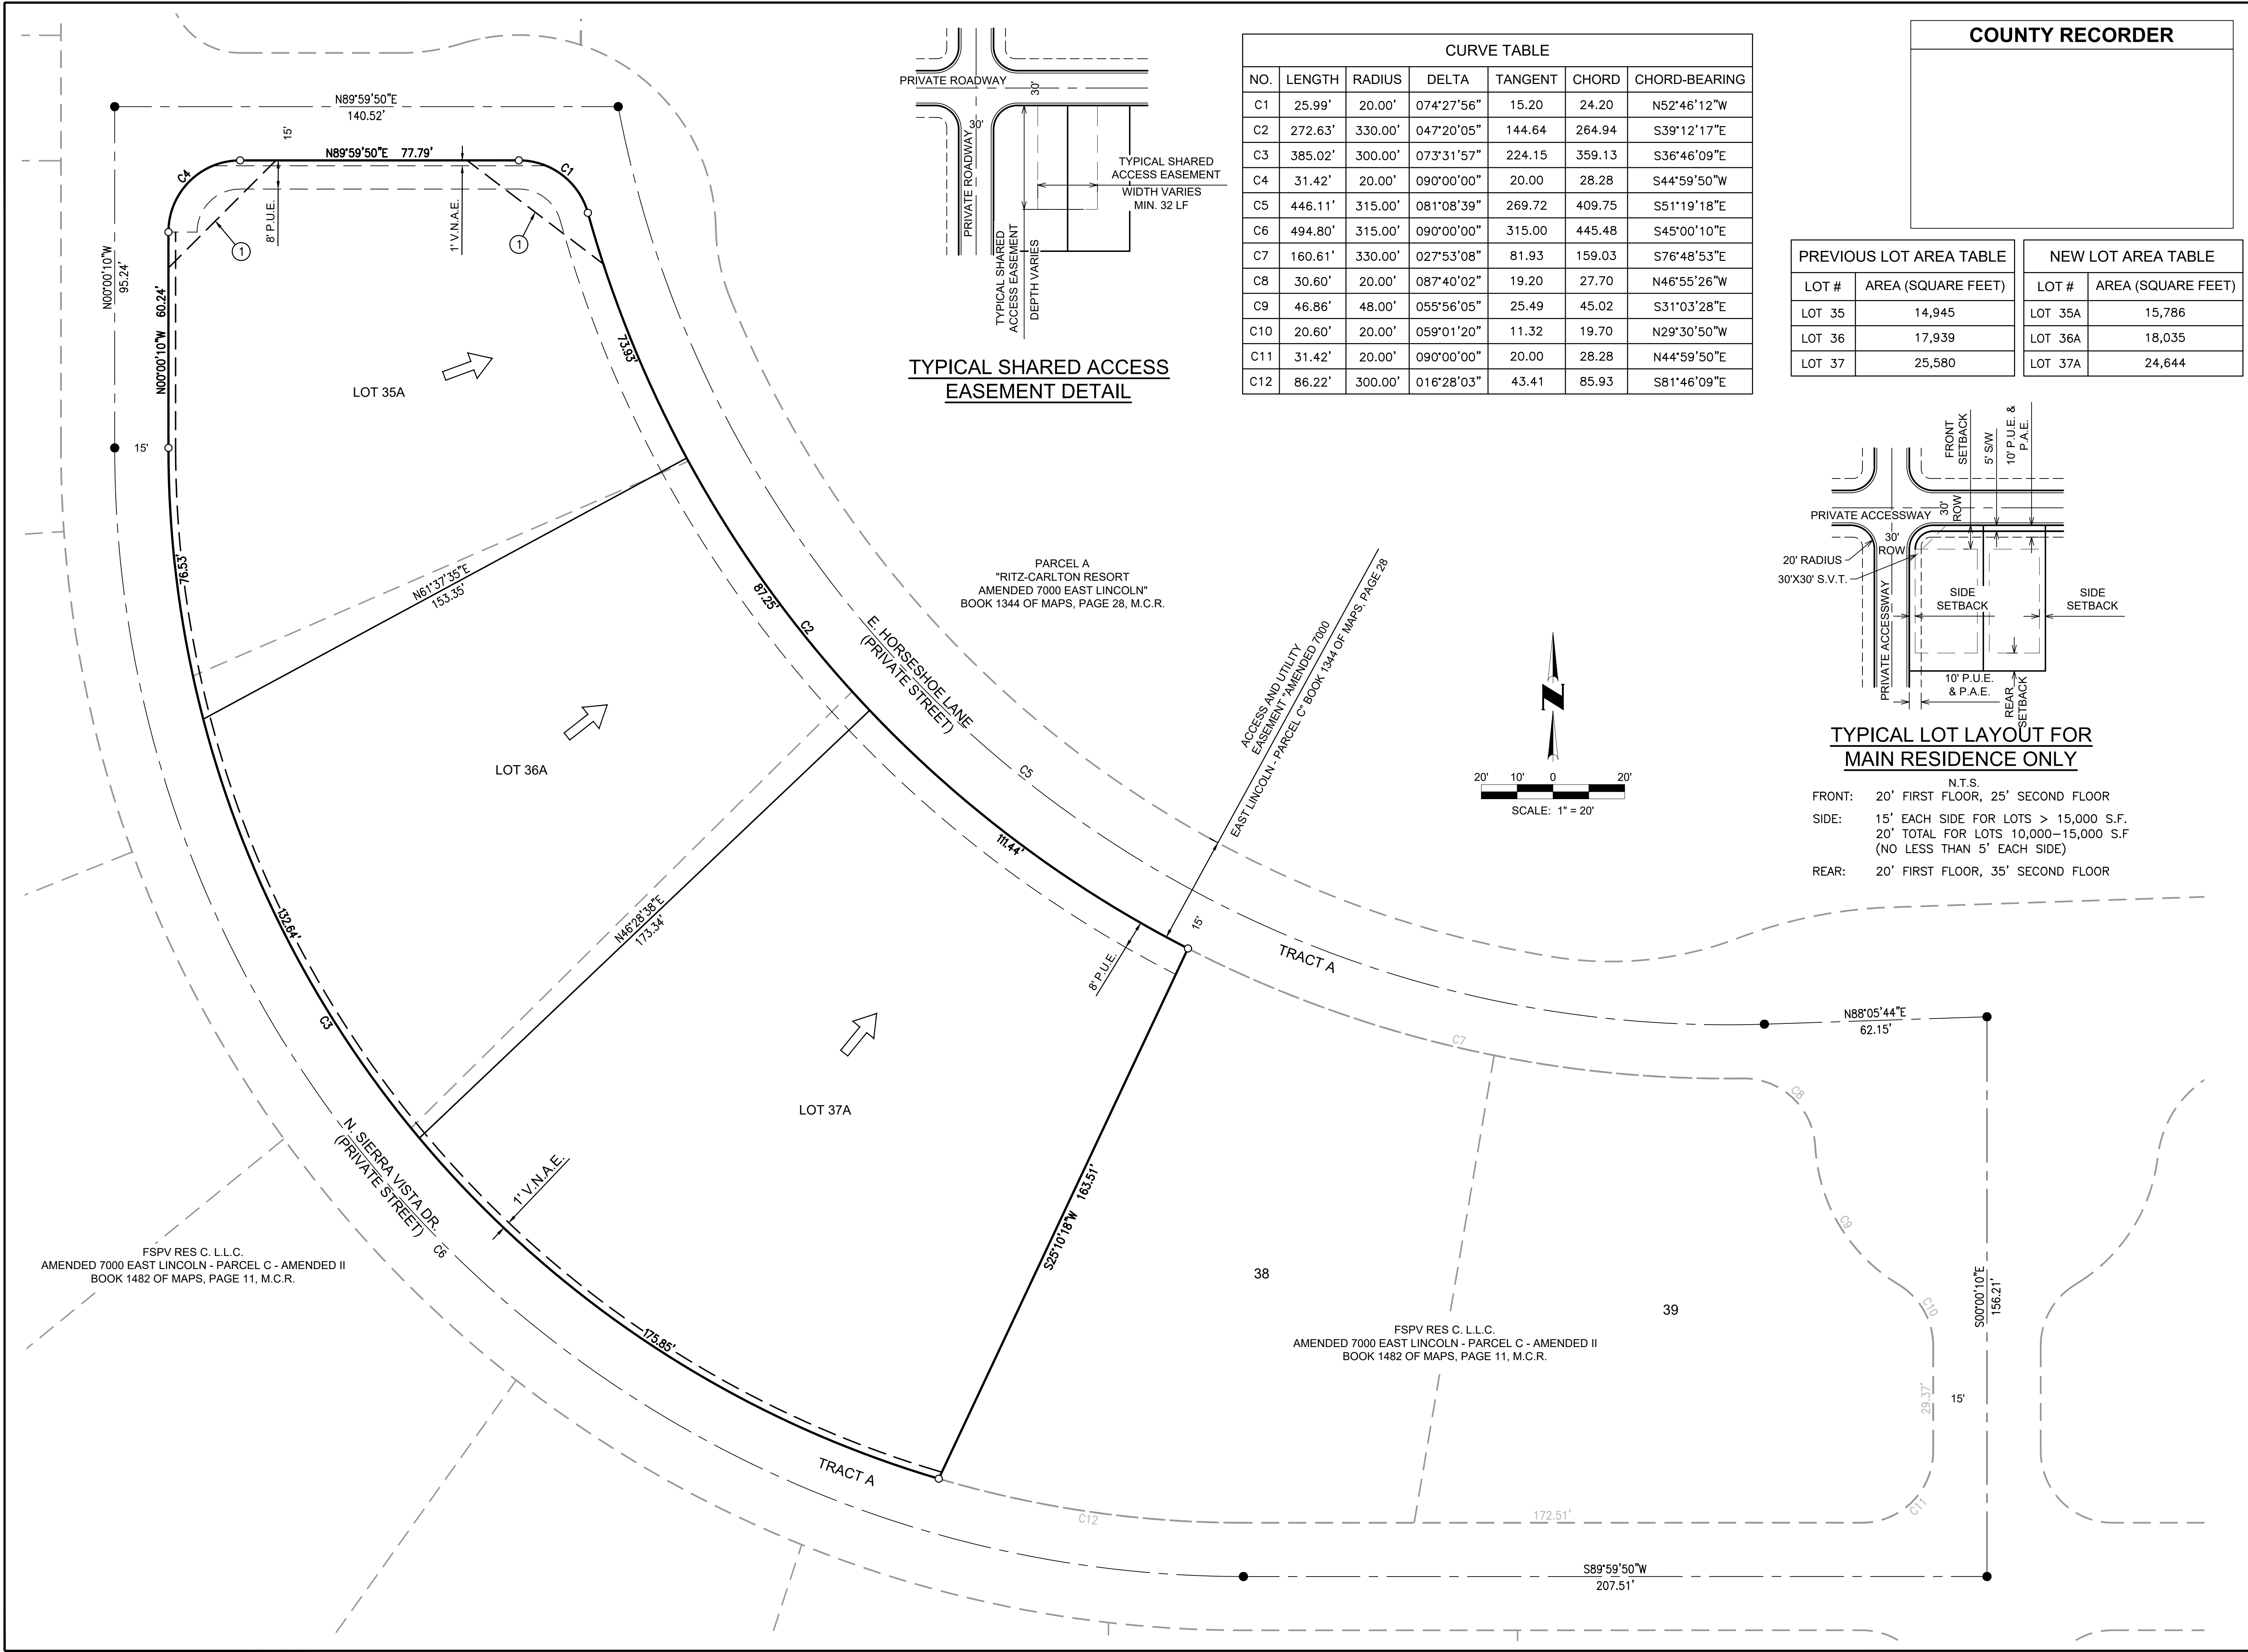 COUNTY RECORDER
CURVE TABLE
NO. LENGTH RADIUS DELTA TANGENT CHORD CHORD-BEARING
C1 25.99' 20.00' 074°27'56" 15.20 24.20 N52°46'12"W
C2 272.63' 330.00' 047°20'05" 144.64 264.94 S39°12'17"E
C3 385.02' 300.00' 073°31'57" 224.15 359.13 S36°46'09"E
C4 31.42' 20.00' 090°00'00" 20.00 28.28 S44°59'50"W
C5 446.11' 315.00' 081°08'39" 269.72 409.75 S51°19'18"E
C6 494.80' 315.00' 090°00'00" 315.00 445.48 S45°00'10"E
C7 160.61' 330.00' 027°53'08" 81.93 159.03 S76°48'53"E
C8 30.60' 20.00' 087°40'02" 19.20 27.70 N46°55'26"W
C9 46.86' 48.00' 055°56'05" 25.49 45.02 S31°03'28"E
C10 20.60' 20.00' 059°01'20" 11.32 19.70 N29°30'50"W
C11 31.42' 20.00' 090°00'00" 20.00 28.28 N44°59'50"E
C12 86.22' 300.00' 016°28'03" 43.41 85.93 S81°46'09"E
PREVIOUS LOT AREA TABLE
LOT # AREA (SQUARE FEET)
LOT 35 14,945
LOT 36 17,939
LOT 37 25,580
NEW LOT AREA TABLE
LOT # AREA (SQUARE FEET)
LOT 35A 15,786
LOT 36A 18,035
LOT 37A 24,644
PRIVATE ROADWAY
30'
30'
PRIVATE ROADWAY
TYPICAL SHARED
ACCESS EASEMENT
WIDTH VARIES
MIN. 32 LF
TYPICAL SHARED
ACCESS EASEMENT
DEPTH VARIES
TYPICAL SHARED ACCESS
EASEMENT DETAIL
N89°59'50"E
140.52'
15'
N89°59'50"E 77.79'
C4
C1
8' P.U.E.
1' V.N.A.E.
1
1
N00°00'10"W
95.24'
N00°00'10"W 60.24'
15'
73.93'
LOT 35A
76.53'
N61°37'35"E
153.35'
PARCEL A
"RITZ-CARLTON RESORT
AMENDED 7000 EAST LINCOLN"
BOOK 1344 OF MAPS, PAGE 28, M.C.R.
87.25'
C2
E. HORSESHOE LANE
(PRIVATE STREET)
C5
ACCESS AND UTILITY
EASEMENT "AMENDED 7000
EAST LINCOLN - PARCEL C" BOOK 1344 OF MAPS, PAGE 28
N
20' 10' 0 20'
SCALE: 1" = 20'
FRONT
SETBACK
5' S/W
10' P.U.E. &
P.A.E.
PRIVATE ACCESSWAY
30'
ROW
30'
ROW
20' RADIUS
30'X30' S.V.T.
PRIVATE ACCESSWAY
SIDE
SETBACK
SIDE
SETBACK
10' P.U.E.
& P.A.E.
REAR
SETBACK
TYPICAL LOT LAYOUT FOR
MAIN RESIDENCE ONLY
N.T.S.
FRONT: 20' FIRST FLOOR, 25' SECOND FLOOR
SIDE: 15' EACH SIDE FOR LOTS > 15,000 S.F.
20' TOTAL FOR LOTS 10,000–15,000 S.F
(NO LESS THAN 5' EACH SIDE)
REAR: 20' FIRST FLOOR, 35' SECOND FLOOR
LOT 36A
132.64'
N46°28'38"E
173.34'
111.44'
8' P.U.E.
15'
TRACT A
C3
LOT 37A
C7
N88°05'44"E
62.15'
C8
N. SIERRA VISTA DR.
(PRIVATE STREET)
C6
1' V.N.A.E.
S25°10'18"W 163.51'
C9
FSPV RES C. L.L.C.
AMENDED 7000 EAST LINCOLN - PARCEL C - AMENDED II
BOOK 1482 OF MAPS, PAGE 11, M.C.R.
38
39
S00°00'10"E
156.21'
C10
FSPV RES C. L.L.C.
AMENDED 7000 EAST LINCOLN - PARCEL C - AMENDED II
BOOK 1482 OF MAPS, PAGE 11, M.C.R.
175.85'
29.37'
15'
TRACT A
C12
172.51'
C11
S89°59'50"W
207.51'